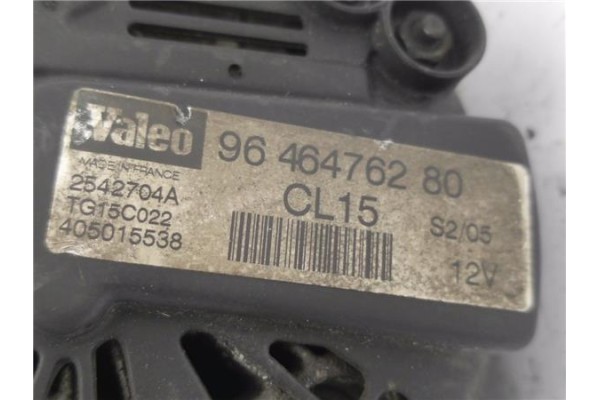 Valeo
96 464762 80
MADE IN FRANCE
2542704A
TG15C022
405015538
CL15
S2/05
12V